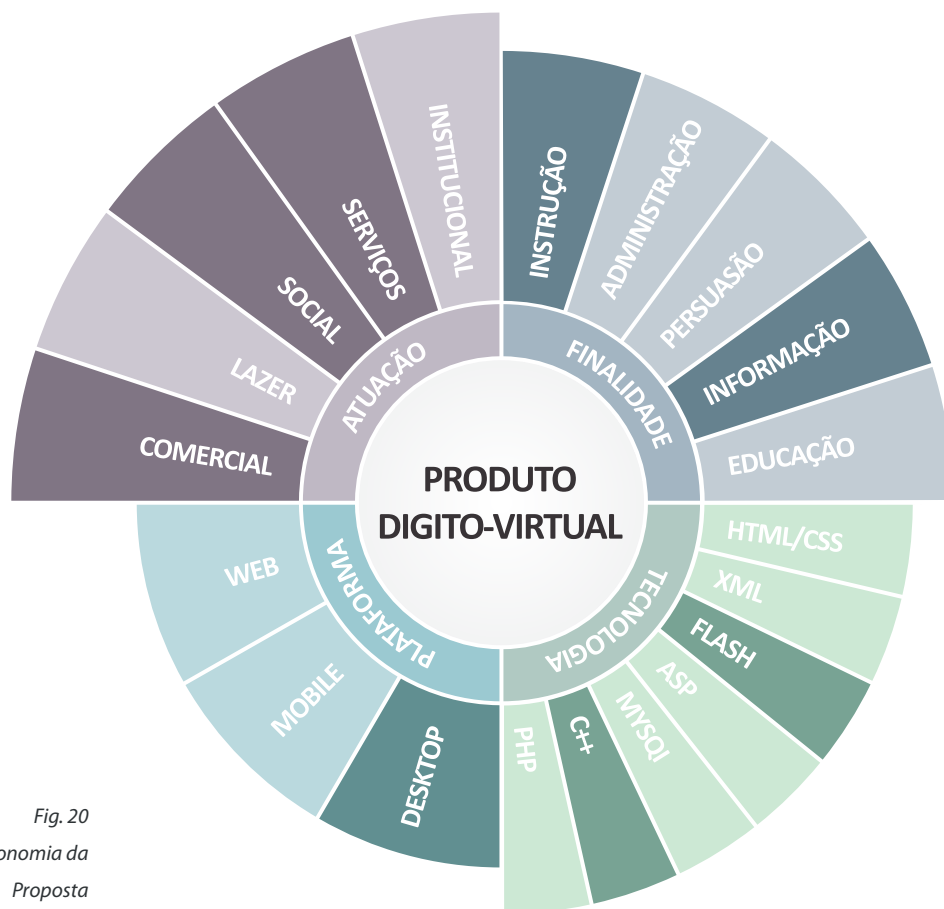 INSTITUCIONAL
SERVIÇOS
SOCIAL
LAZER
COMERCIAL
ATUAÇÃO
INSTRUÇÃO
ADMINISTRAÇÃO
PERSUASÃO
INFORMAÇÃO
EDUCAÇÃO
FINALIDADE
PRODUTO
DIGITO-VIRTUAL
WEB
MOBILE
DESKTOP
PLATAFORMA
HTML/CSS
XML
FLASH
ASP
MYSQl
C++
PHP
TECNOLOGIA
Fig. 20
onomia da
Proposta